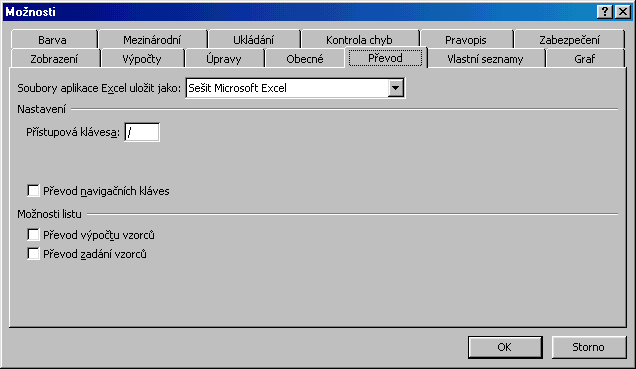 Možnosti
Barva Mezinárodní Ukládání Kontrola chyb Pravopis Zabezpečení
Zobrazení Výpočty Úpravy Obecné Převod Vlastní seznamy Graf
Soubory aplikace Excel uložit jako: Sešit Microsoft Excel
Nastavení
Přístupová klávesa: /
Převod navigačních kláves
Možnosti listu
Převod výpočtu vzorců
Převod zadání vzorců
OK Storno